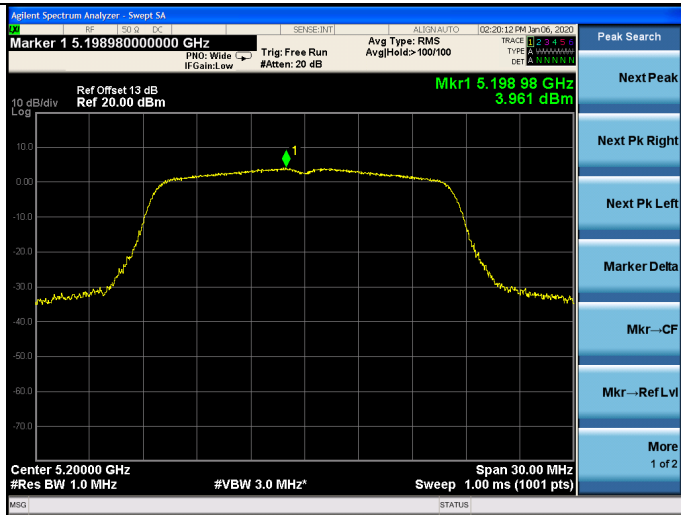 Agilent Spectrum Analyzer - Swept SA
LXI RF 50 Ω DC SENSE:INT ALIGNAUTO 02:20:12 PM Jan 06, 2020
Marker 1 5.198980000000 GHz
PNO: Wide
IFGain:Low
Trig: Free Run
#Atten: 20 dB
Avg Type: RMS
Avg|Hold:>100/100
TRACE 1 2 3 4 5 6
TYPE A WWWWW
DET A N N N N N
Peak Search
Mkr1 5.198 98 GHz
3.961 dBm
Ref Offset 13 dB
10 dB/div Ref 20.00 dBm
Log
10.0
0.00
-10.0
-20.0
-30.0
-40.0
-50.0
-60.0
-70.0
1
Center 5.20000 GHz
Span 30.00 MHz
#Res BW 1.0 MHz
#VBW 3.0 MHz*
Sweep 1.00 ms (1001 pts)
MSG
STATUS
Next Peak
Next Pk Right
Next Pk Left
Marker Delta
Mkr→CF
Mkr→Ref Lvl
More
1 of 2